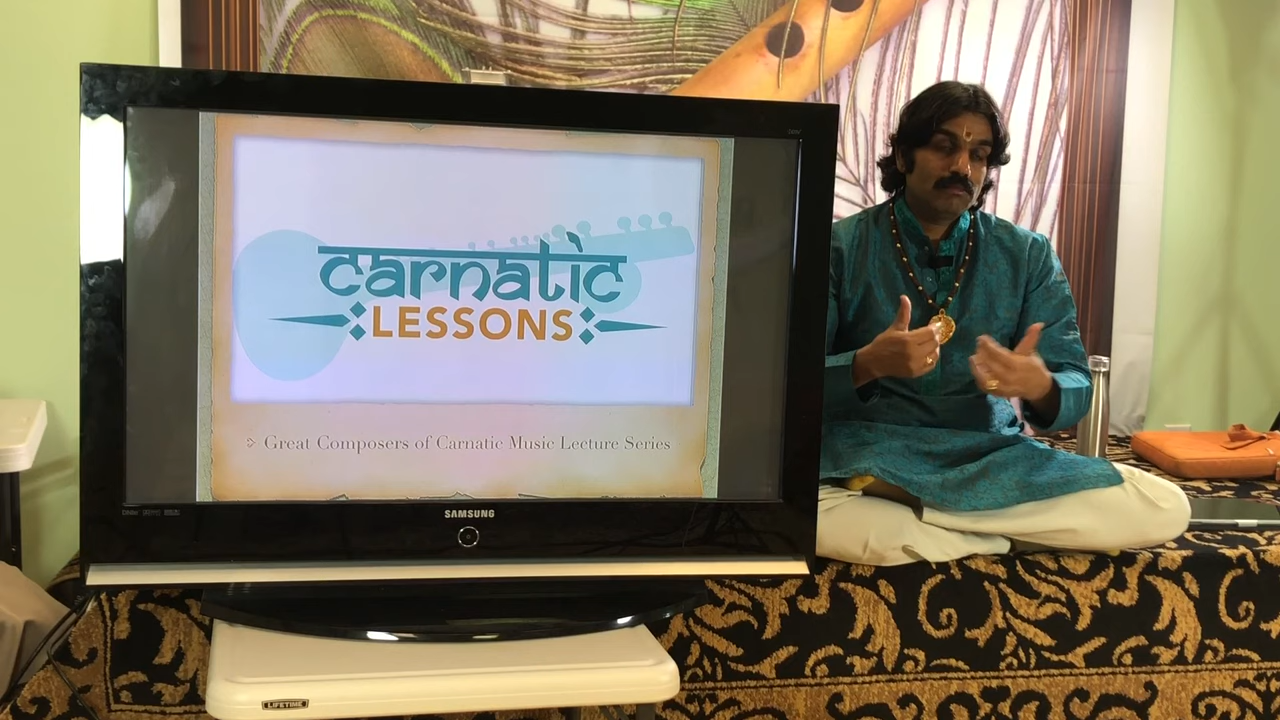 carnatic
LESSONS
Great Composers of Carnatic Music Lecture Series
SAMSUNG
LIFETIME